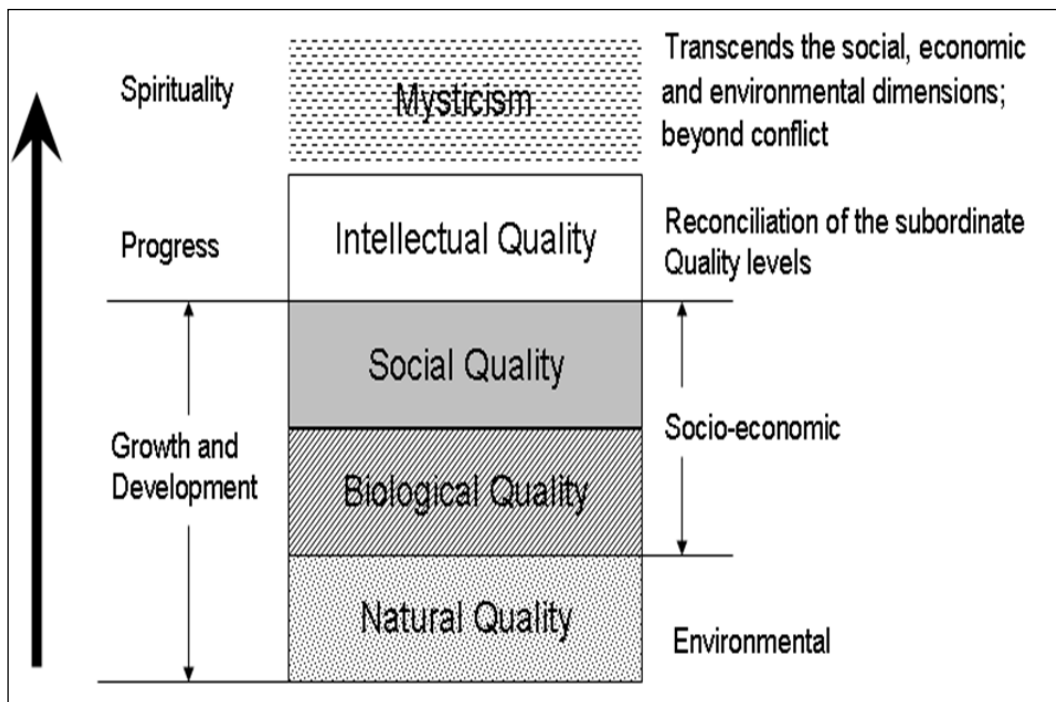 Spirituality
Mysticism
Transcends the social, economic
and environmental dimensions;
beyond conflict
Progress
Intellectual Quality
Reconciliation of the subordinate
Quality levels
Growth and
Development
Social Quality
Biological Quality
Socio-economic
Natural Quality
Environmental